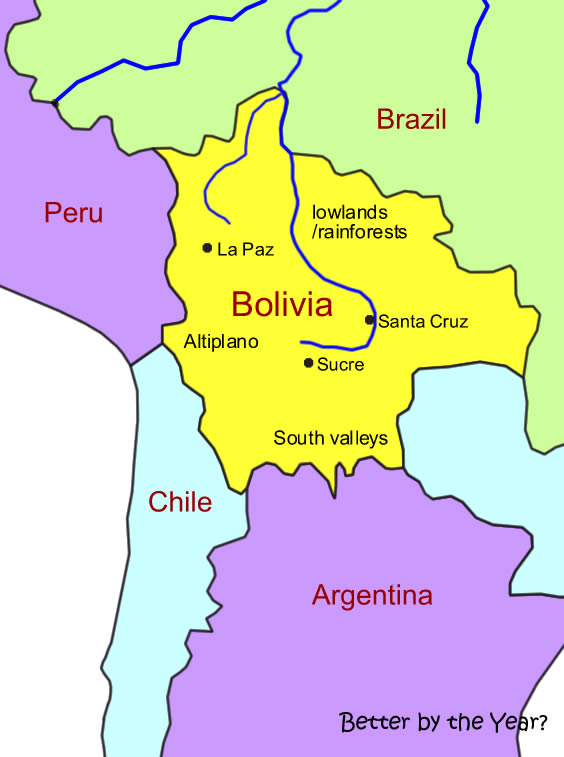 Brazil
Peru
lowlands
/rainforests
La Paz
Bolivia
Santa Cruz
Altiplano
Sucre
South valleys
Chile
Argentina
Better by the Year?